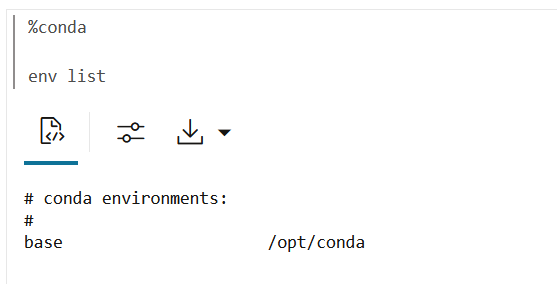 %conda
env list
# conda environments:
#
base /opt/conda